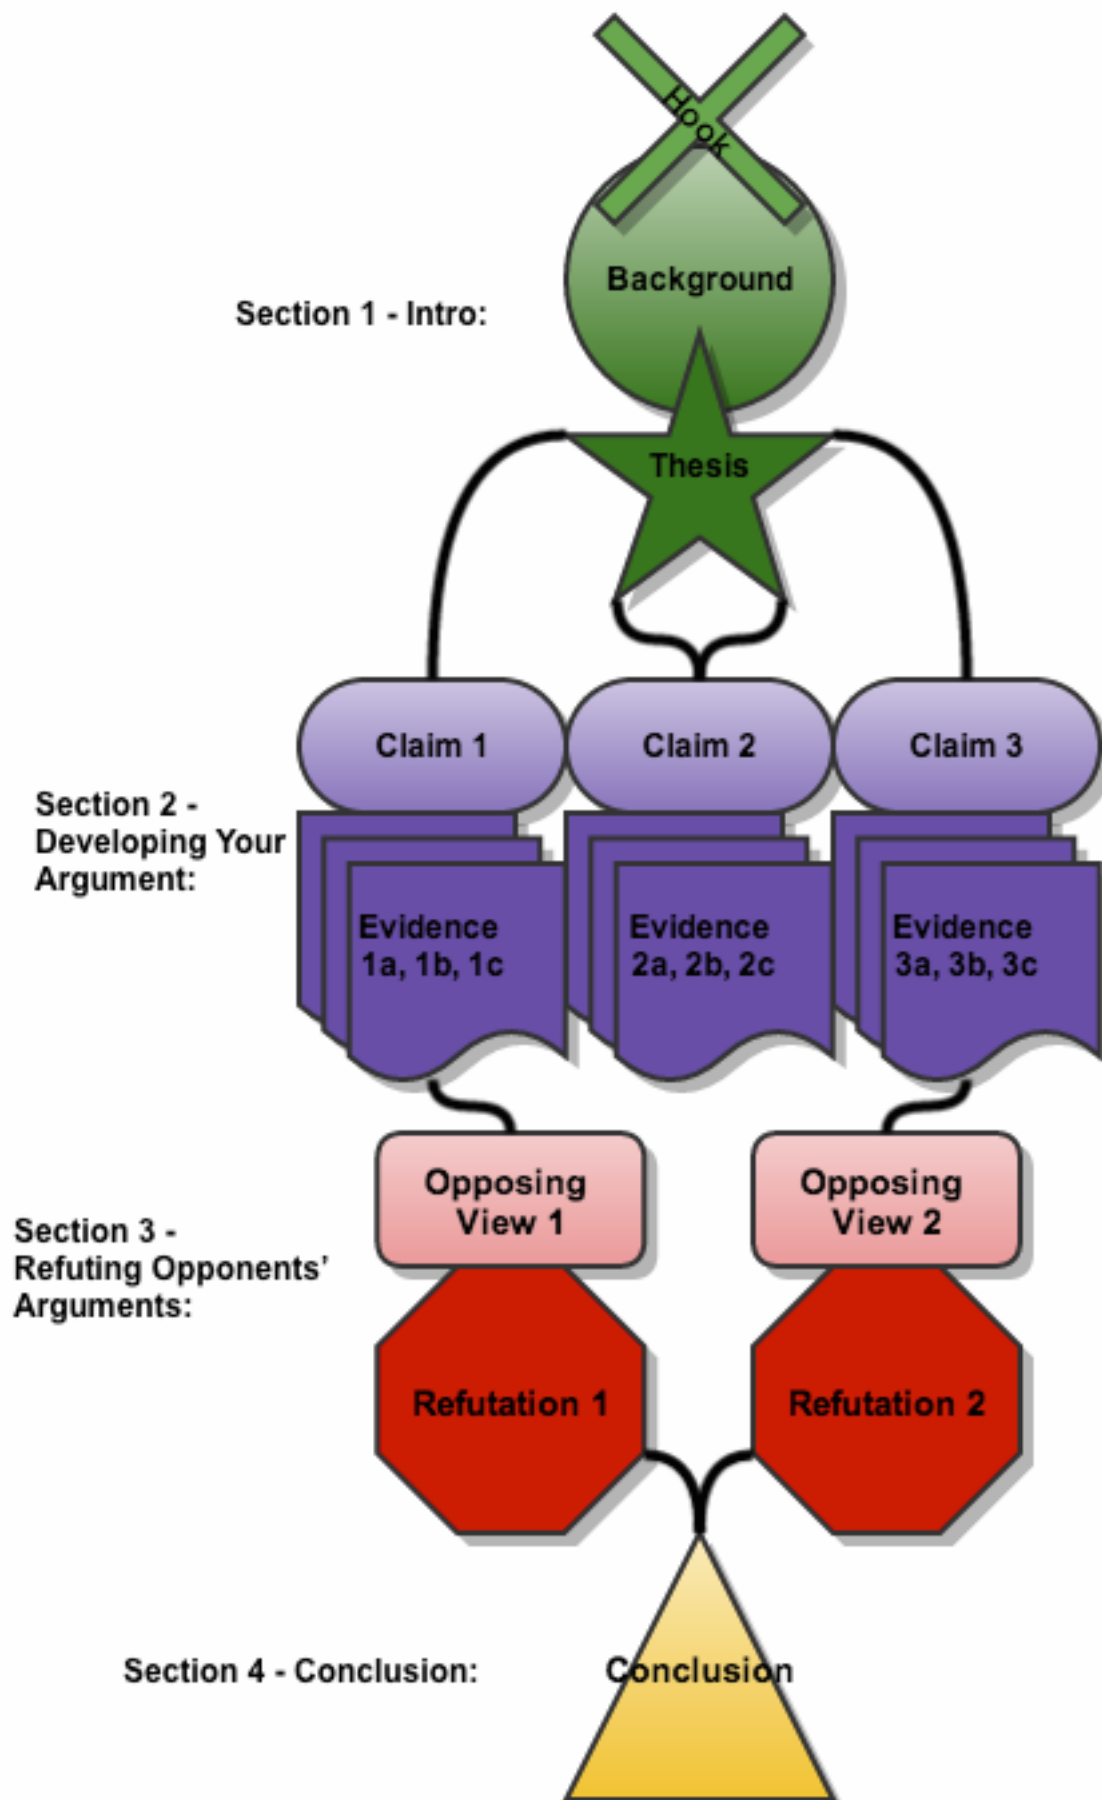 Hook
Background
Section 1 - Intro:
Thesis
Claim 1
Claim 2
Claim 3
Section 2 -
Developing Your
Argument:
Evidence
1a, 1b, 1c
Evidence
2a, 2b, 2c
Evidence
3a, 3b, 3c
Opposing
View 1
Opposing
View 2
Section 3 -
Refuting Opponents’
Arguments:
Refutation 1
Refutation 2
Section 4 - Conclusion:
Conclusion